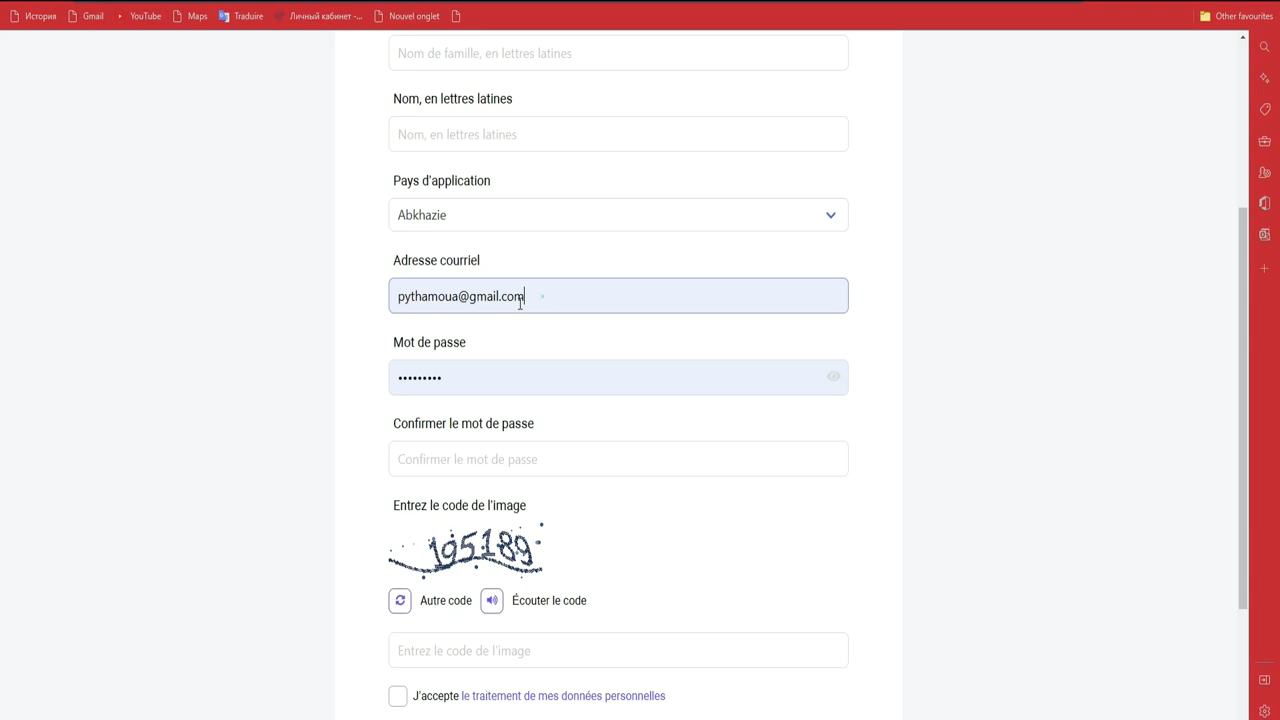 История Gmail YouTube Maps Traduire Личный кабинет -... Nouvel onglet Other favourites
Nom de famille, en lettres latines
Nom, en lettres latines
Nom, en lettres latines
Pays d'application
Abkhazie
Adresse courriel
pythamoua@gmail.com
Mot de passe
•••••••••
Confirmer le mot de passe
Confirmer le mot de passe
Entrez le code de l'image
195189
Autre code Écouter le code
Entrez le code de l'image
J'accepte le traitement de mes données personnelles